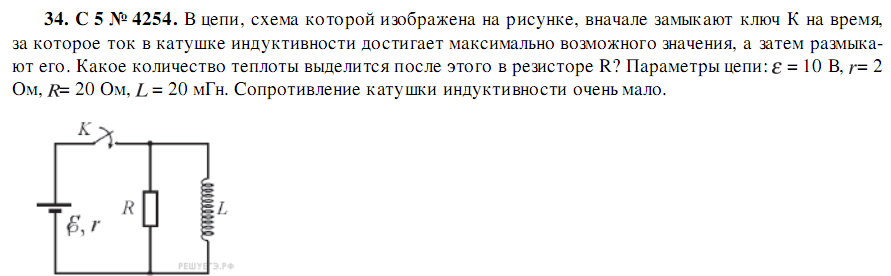 34. C 5 № 4254. В цепи, схема которой изображена на рисунке, вначале замыкают ключ К на время,
за которое ток в катушке индуктивности достигает максимально возможного значения, а затем размыка-
ют его. Какое количество теплоты выделится после этого в резисторе R? Параметры цепи: ℰ = 10 В, r= 2
Ом, R= 20 Ом, L = 20 мГн. Сопротивление катушки индуктивности очень мало.
K
R
L
ℰ, r
РЕШУЕГЭ.РФ